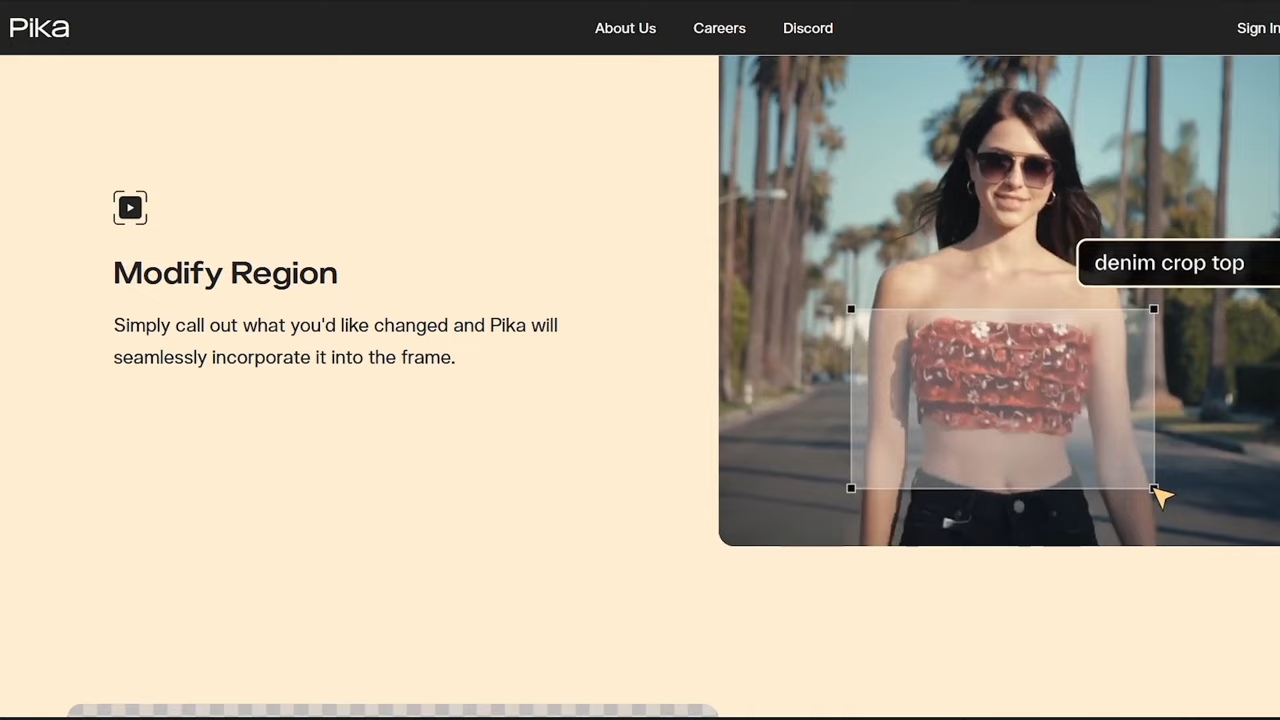 Pika
About Us
Careers
Discord
Sign In
Modify Region
Simply call out what you'd like changed and Pika will
seamlessly incorporate it into the frame.
denim crop top